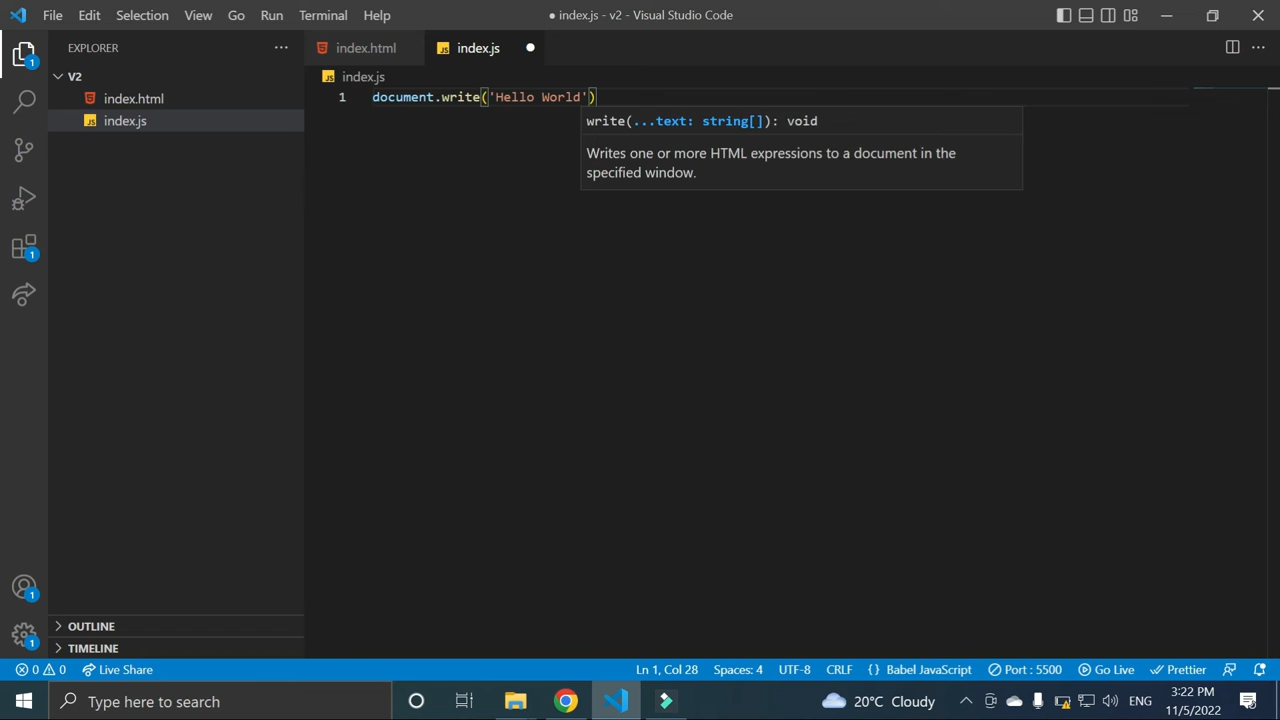 File Edit Selection View Go Run Terminal Help
● index.js - v2 - Visual Studio Code
EXPLORER
index.html
index.js
V2
index.html
index.js
index.js
1 document.write('Hello World')
write(...text: string[]): void
Writes one or more HTML expressions to a document in the
specified window.
1
1
1
1
OUTLINE
TIMELINE
0 0 Live Share
Ln 1, Col 28 Spaces: 4 UTF-8 CRLF { } Babel JavaScript Port : 5500 Go Live Prettier
Type here to search
20°C Cloudy
ENG
3:22 PM
11/5/2022